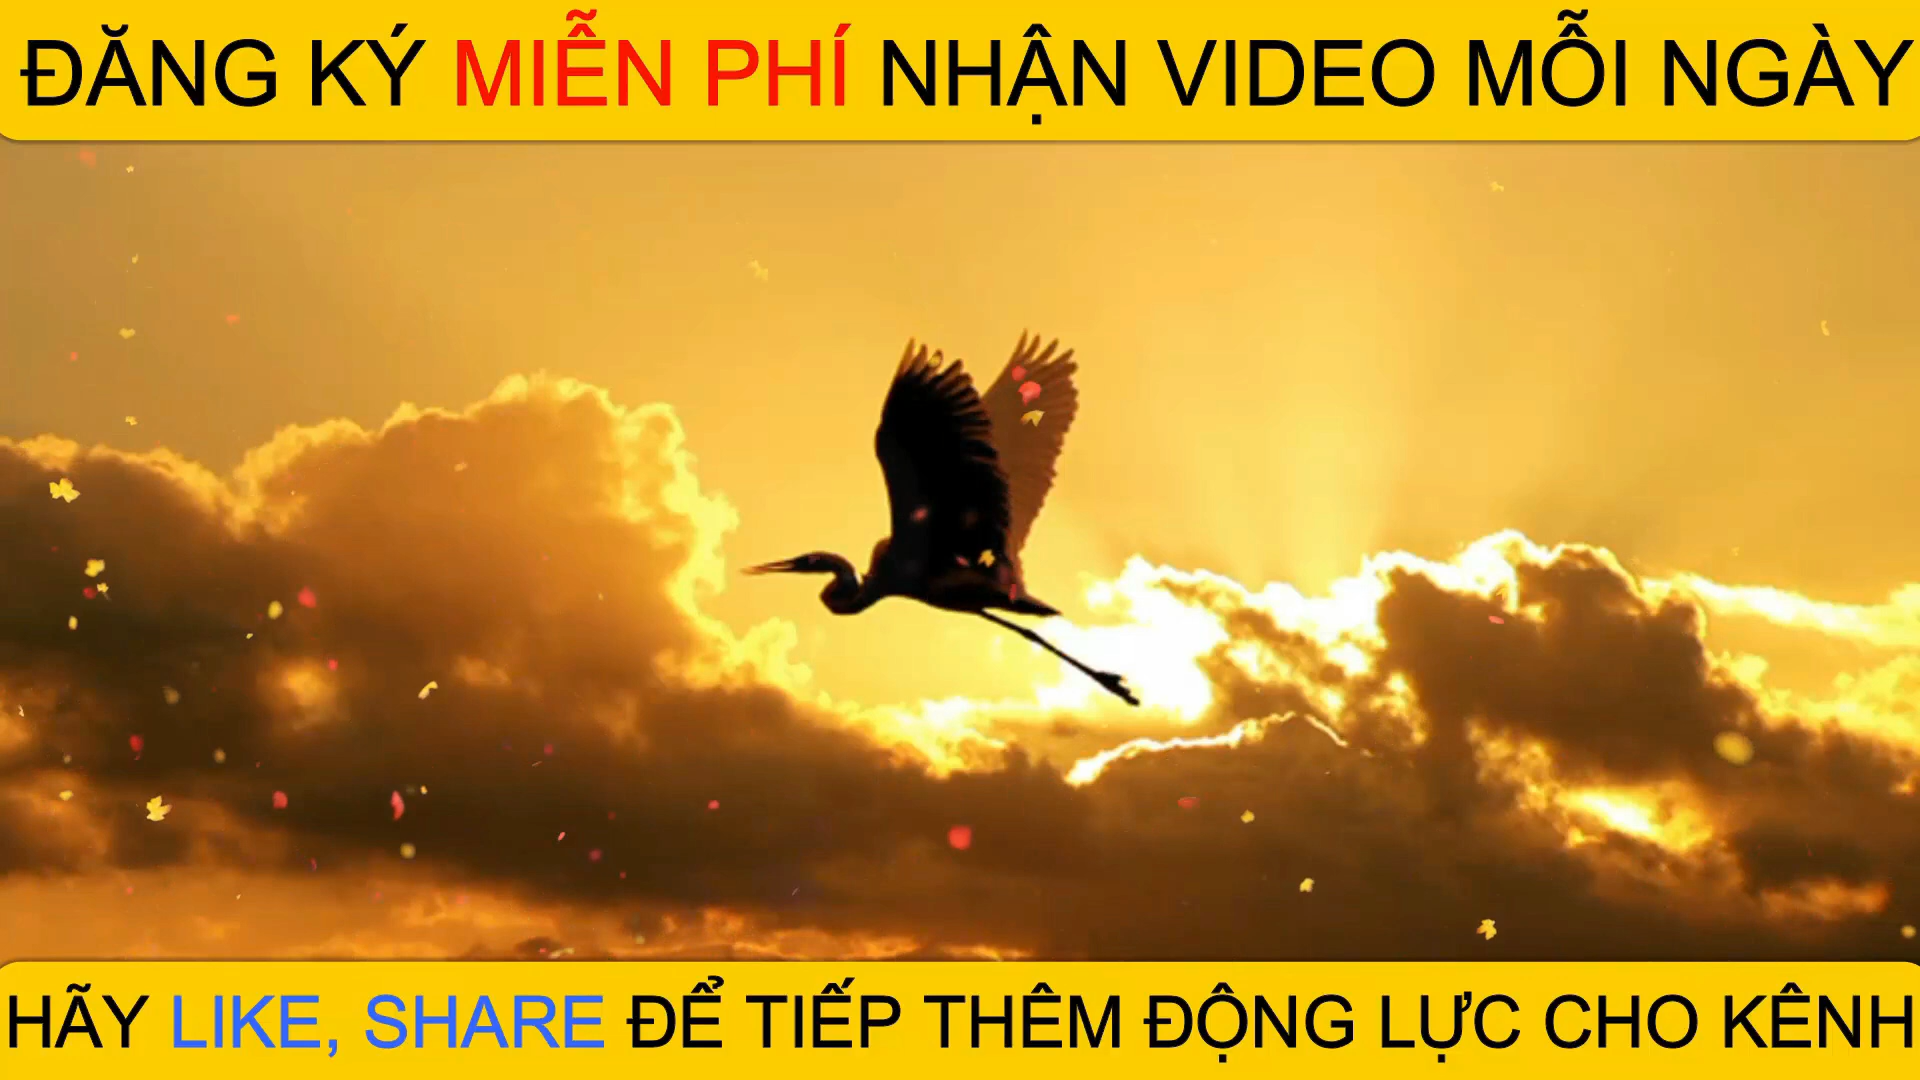 ĐĂNG KÝ MIỄN PHÍ NHẬN VIDEO MỖI NGÀY
HÃY LIKE, SHARE ĐỂ TIẾP THÊM ĐỘNG LỰC CHO KÊNH